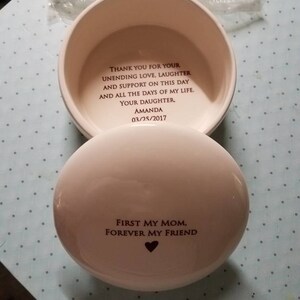 Thank you for your
unending love, laughter
and support on this day
and all the days of my life.
Your daughter,
Amanda
03/25/2017
First My Mom,
Forever My Friend